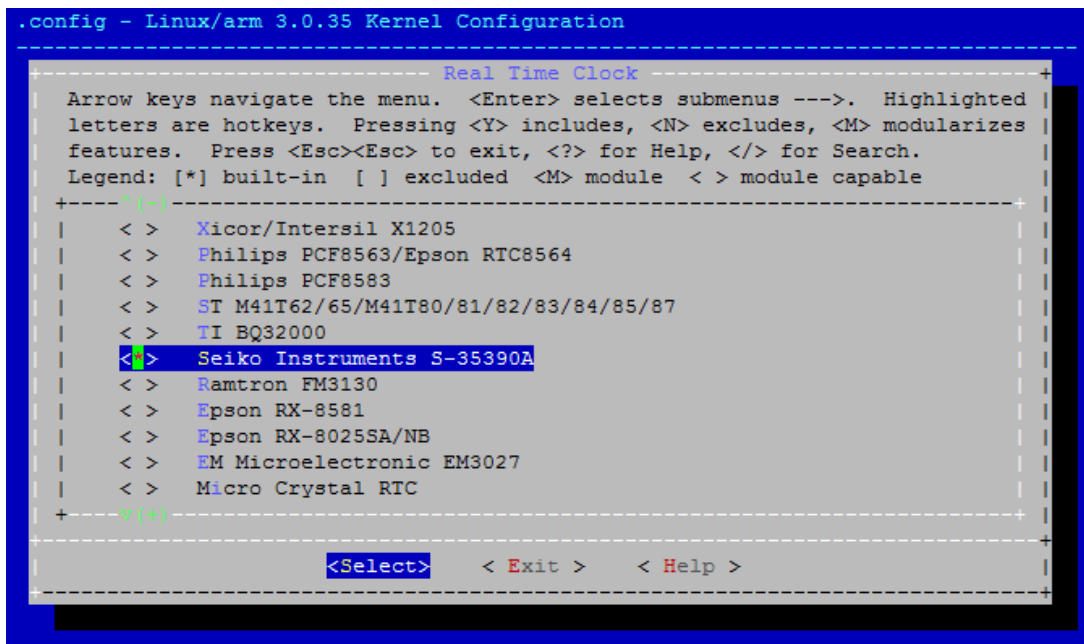 .config - Linux/arm 3.0.35 Kernel Configuration
Real Time Clock
Arrow keys navigate the menu.  <Enter> selects submenus --->.  Highlighted
letters are hotkeys.  Pressing <Y> includes, <N> excludes, <M> modularizes
features.  Press <Esc><Esc> to exit, <?> for Help, </> for Search.
Legend: [*] built-in  [ ] excluded  <M> module  < > module capable
^(-)
< > Xicor/Intersil X1205
< > Philips PCF8563/Epson RTC8564
< > Philips PCF8583
< > ST M41T62/65/M41T80/81/82/83/84/85/87
< > TI BQ32000
<*> Seiko Instruments S-35390A
< > Ramtron FM3130
< > Epson RX-8581
< > Epson RX-8025SA/NB
< > EM Microelectronic EM3027
< > Micro Crystal RTC
v(+)
<Select>    < Exit >    < Help >